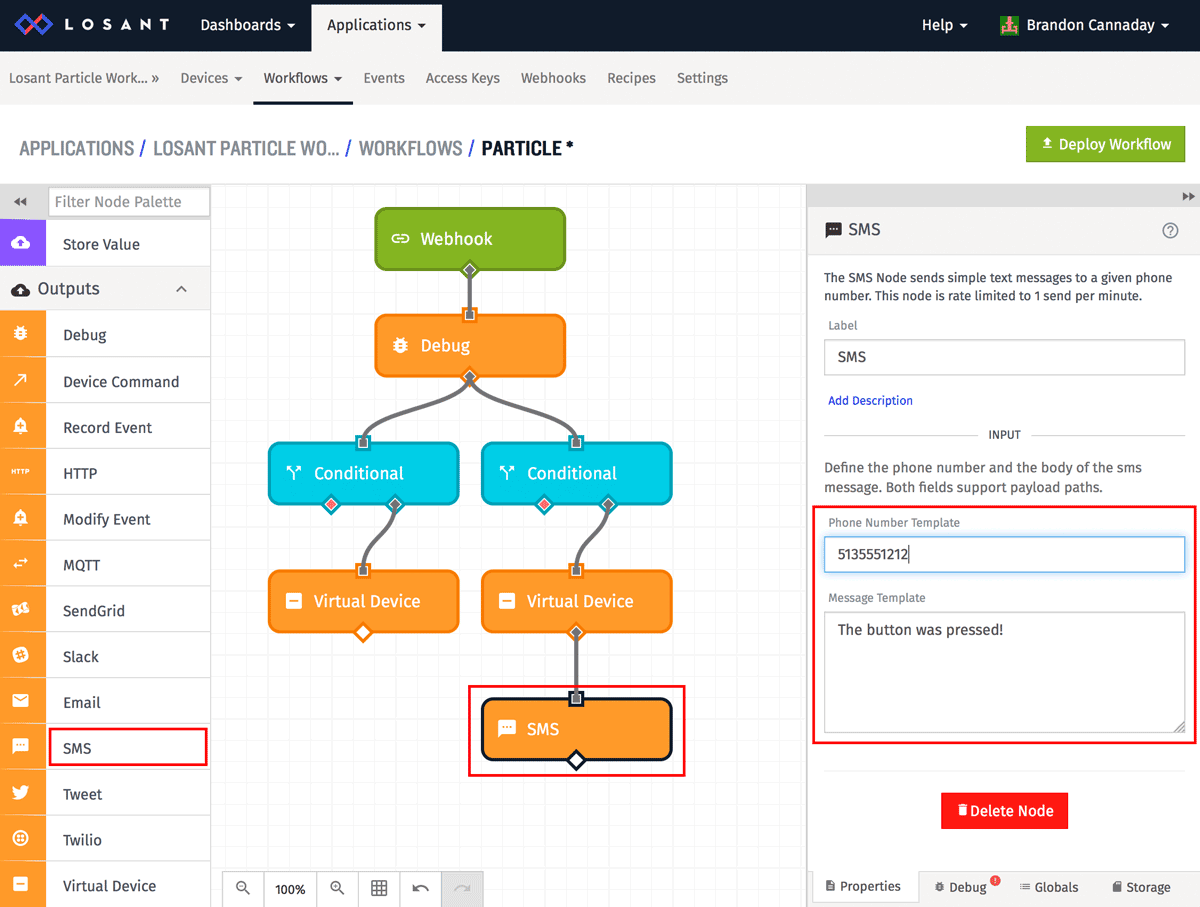 LOSANT
Dashboards
Applications
Help
Brandon Cannaday
Losant Particle Work... »
Devices
Workflows
Events
Access Keys
Webhooks
Recipes
Settings
APPLICATIONS / LOSANT PARTICLE WO... / WORKFLOWS / PARTICLE *
Deploy Workflow
Filter Node Palette
Store Value
Outputs
Debug
Device Command
Record Event
HTTP HTTP
Modify Event
MQTT
SendGrid
Slack
Email
SMS
Tweet
Twilio
Virtual Device
Webhook
Debug
Conditional
Conditional
Virtual Device
Virtual Device
SMS
100%
SMS
The SMS Node sends simple text messages to a given phone
number. This node is rate limited to 1 send per minute.
Label
SMS
Add Description
INPUT
Define the phone number and the body of the sms
message. Both fields support payload paths.
Phone Number Template
5135551212
Message Template
The button was pressed!
Delete Node
Properties
Debug
Globals
Storage